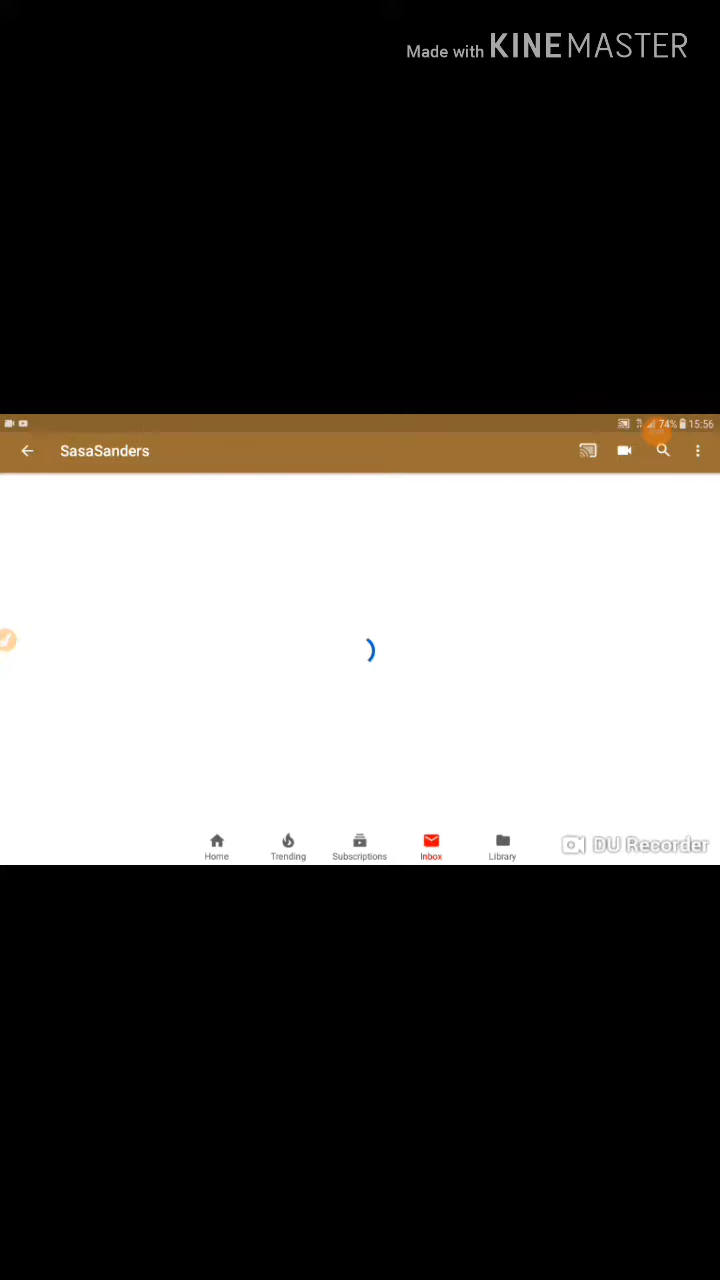 Made with KINEMASTER
74% 15:56
SasaSanders
Home Trending Subscriptions Inbox Library
DU Recorder